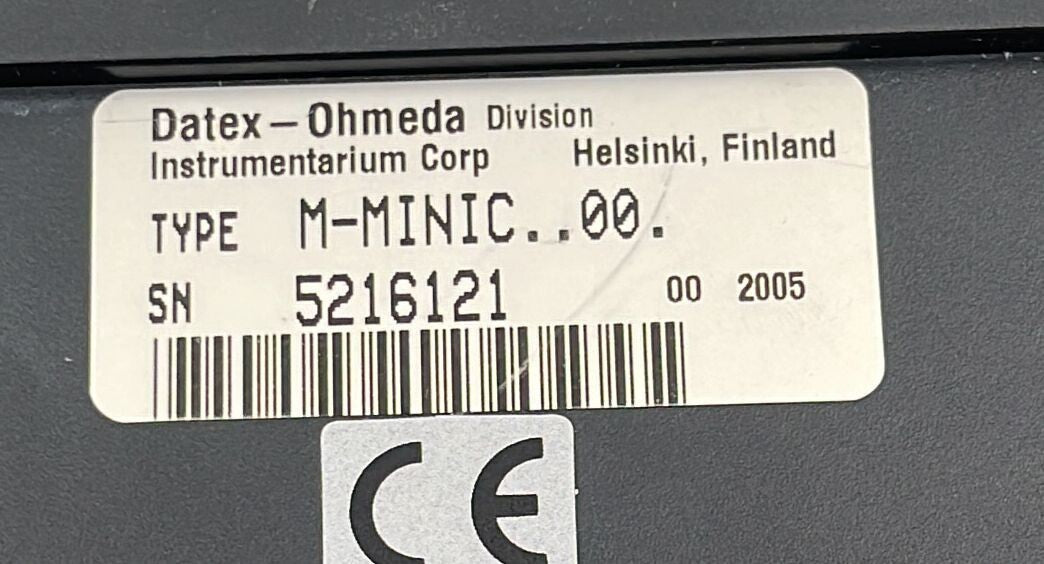 Datex-Ohmeda Division
Instrumentarium Corp Helsinki, Finland
TYPE M-MINIC..00.
SN 5216121 00 2005
CE